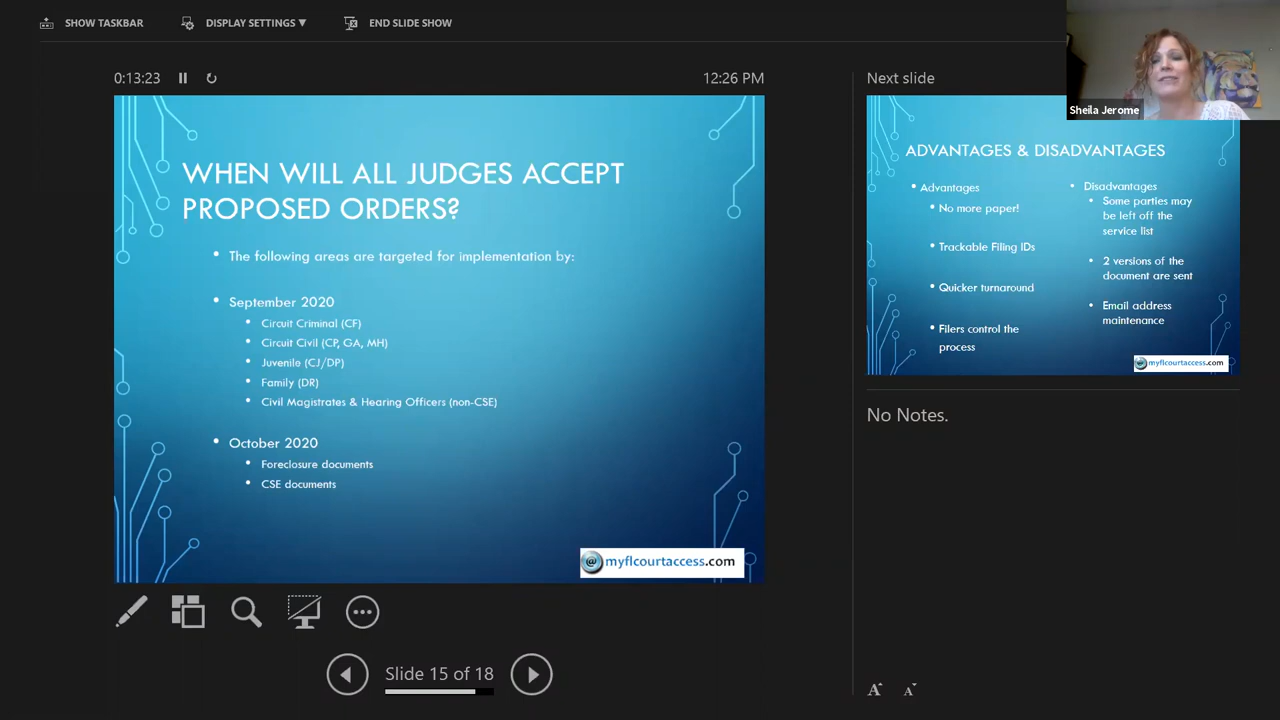 SHOW TASKBAR
DISPLAY SETTINGS ▼
END SLIDE SHOW
0:13:23
12:26 PM
WHEN WILL ALL JUDGES ACCEPT
PROPOSED ORDERS?
• The following areas are targeted for implementation by:
• September 2020
• Circuit Criminal (CF)
• Circuit Civil (CP, GA, MH)
• Juvenile (CJ/DP)
• Family (DR)
• Civil Magistrates & Hearing Officers (non-CSE)
• October 2020
• Foreclosure documents
• CSE documents
@ myflcourtaccess.com
Slide 15 of 18
Next slide
Sheila Jerome
ADVANTAGES & DISADVANTAGES
• Advantages
• No more paper!
• Trackable Filing IDs
• Quicker turnaround
• Filers control the
process
• Disadvantages
• Some parties may
be left off the
service list
• 2 versions of the
document are sent
• Email address
maintenance
@ myflcourtaccess.com
No Notes.
A A